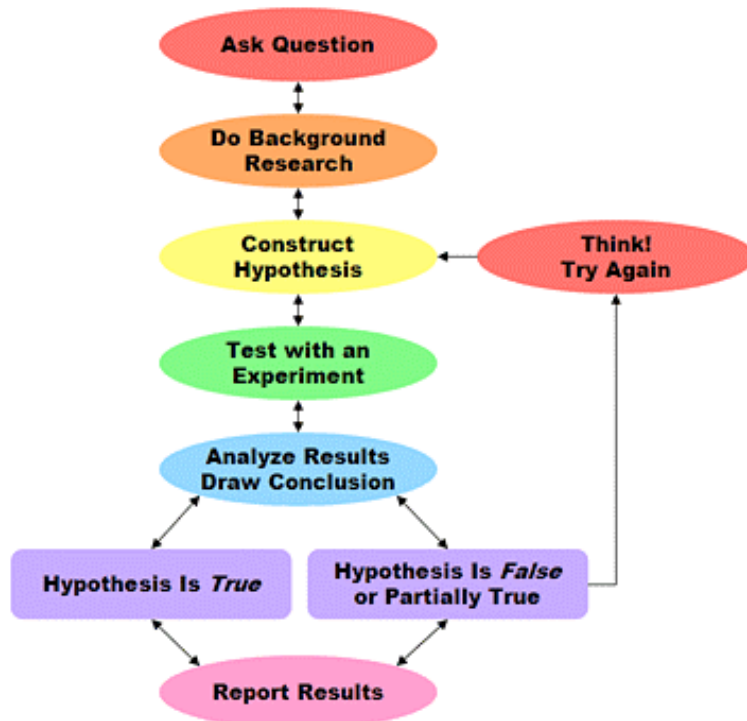 Ask Question
Do Background
Research
Construct
Hypothesis
Think!
Try Again
Test with an
Experiment
Analyze Results
Draw Conclusion
Hypothesis Is True
Hypothesis Is False
or Partially True
Report Results